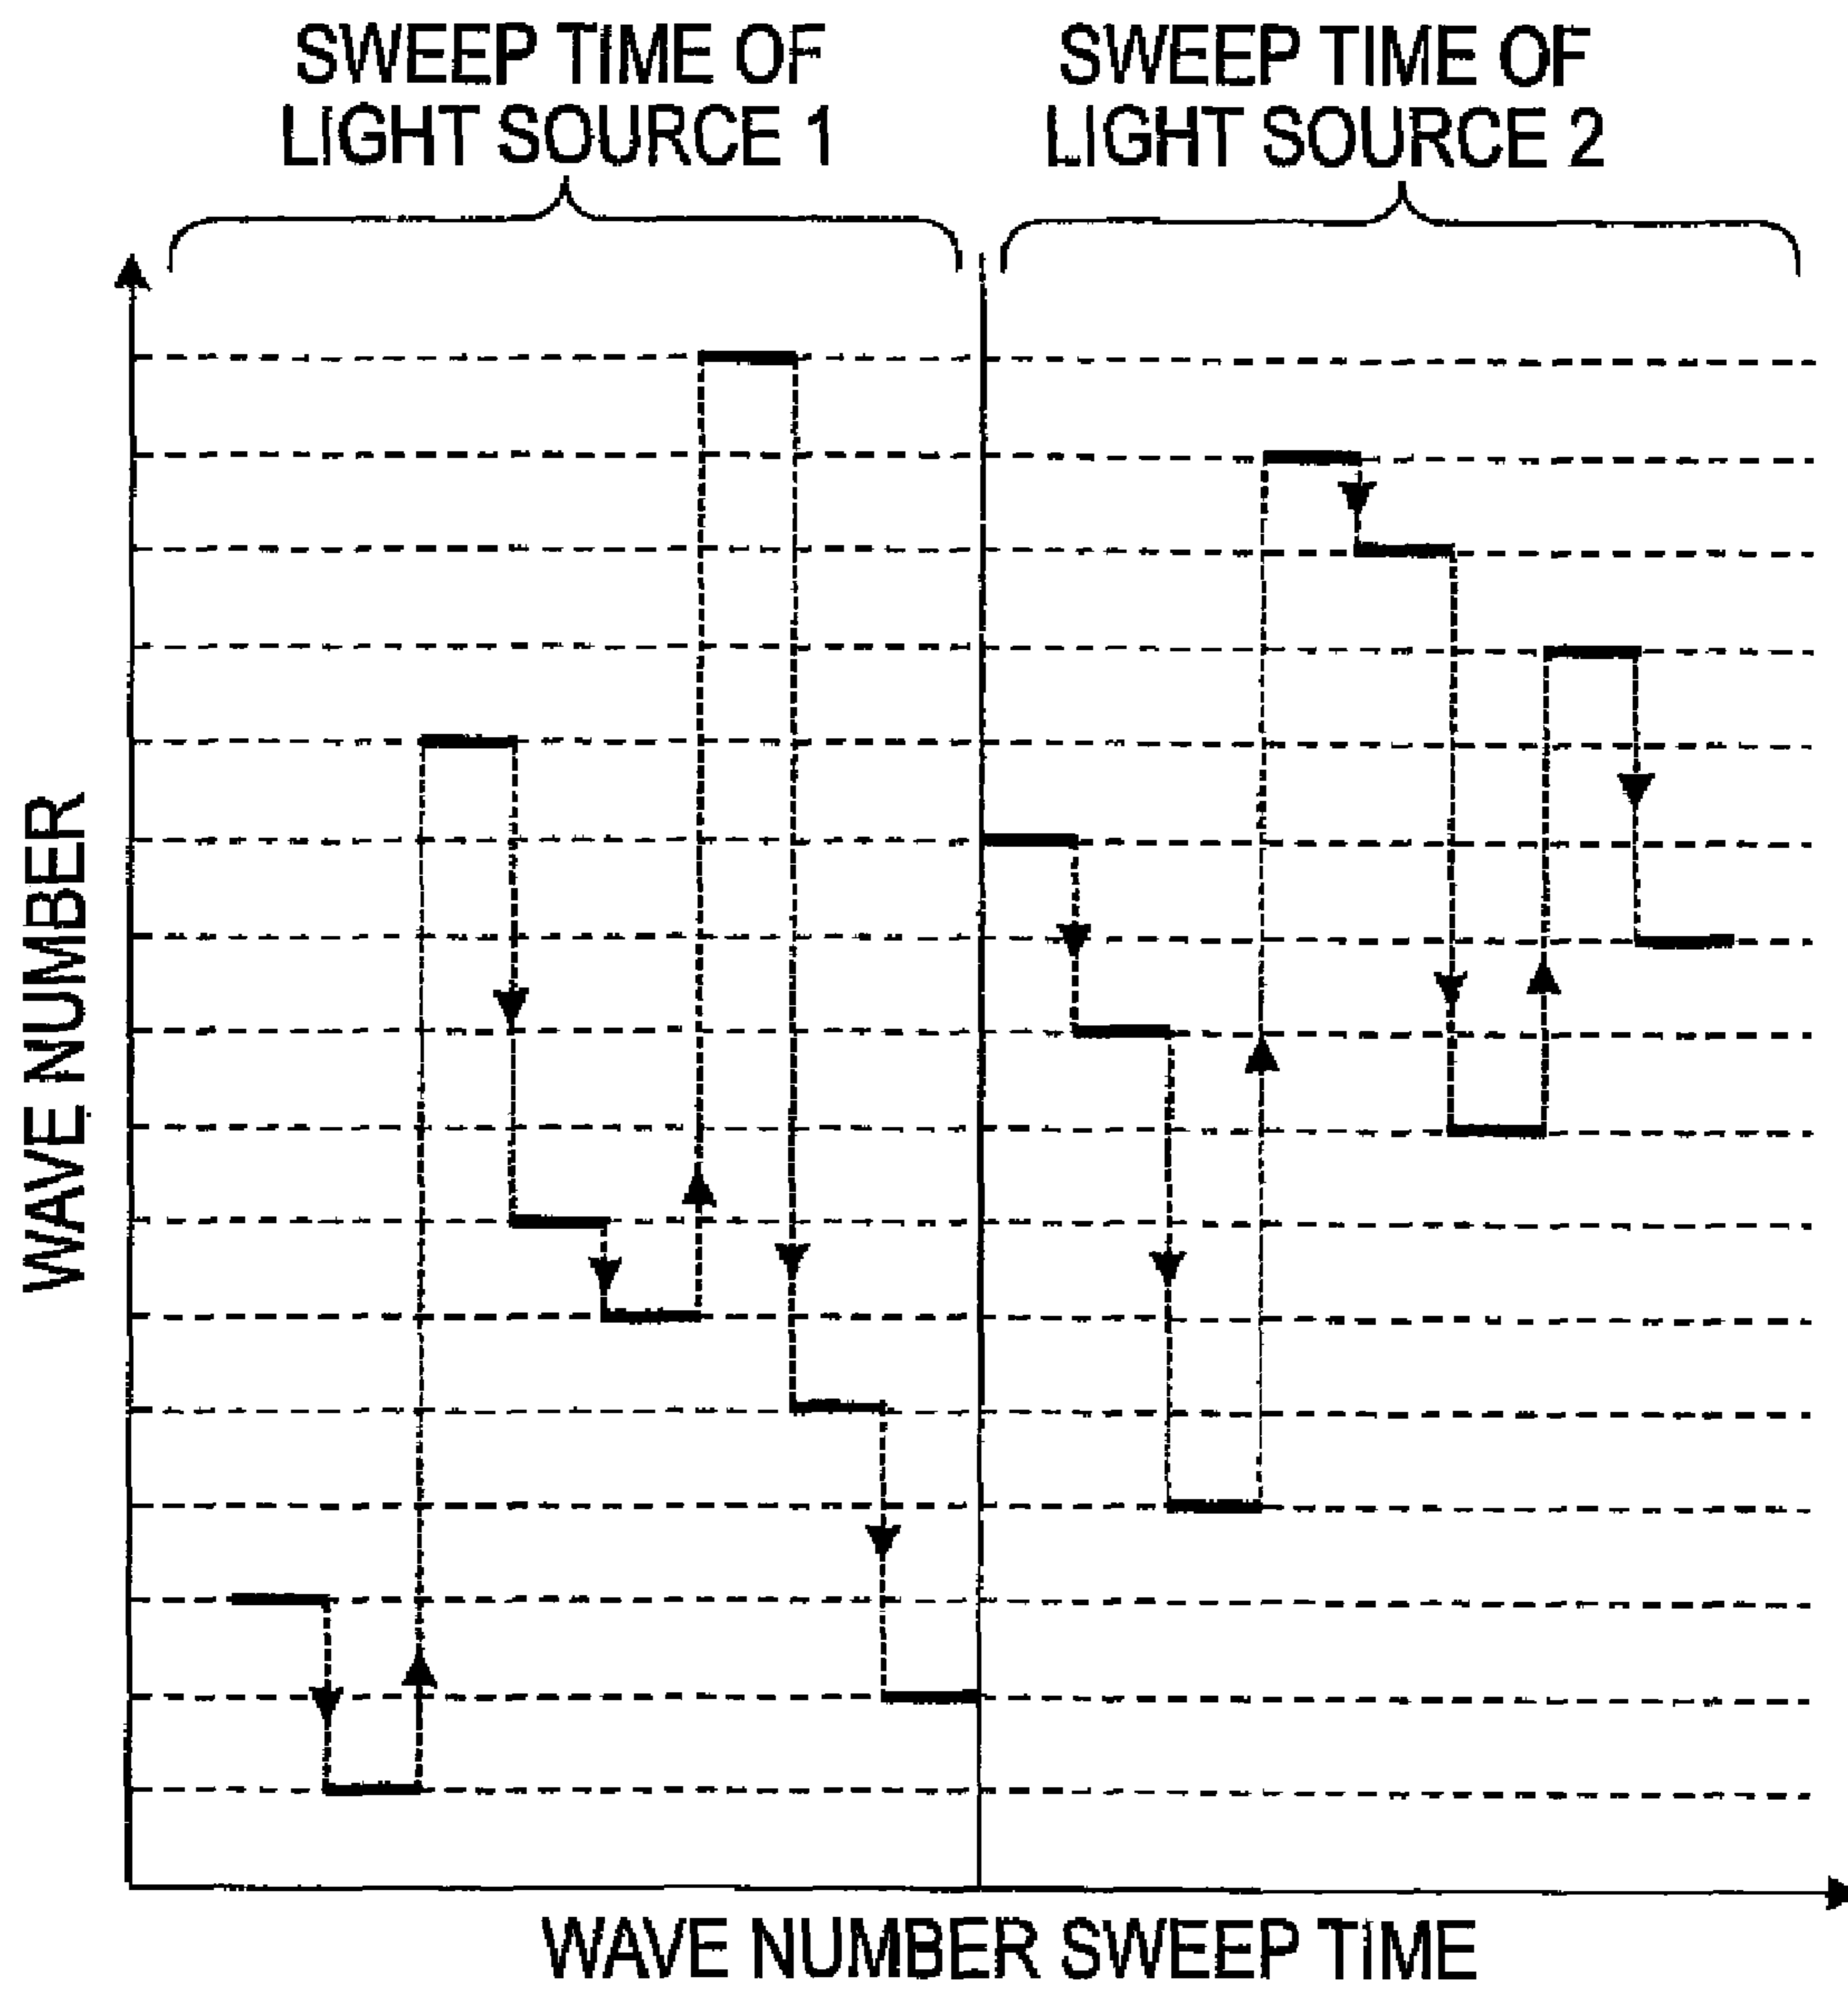 SWEEP TIME OF
LIGHT SOURCE 1
SWEEP TIME OF
LIGHT SOURCE 2
WAVE NUMBER
WAVE NUMBER SWEEP TIME